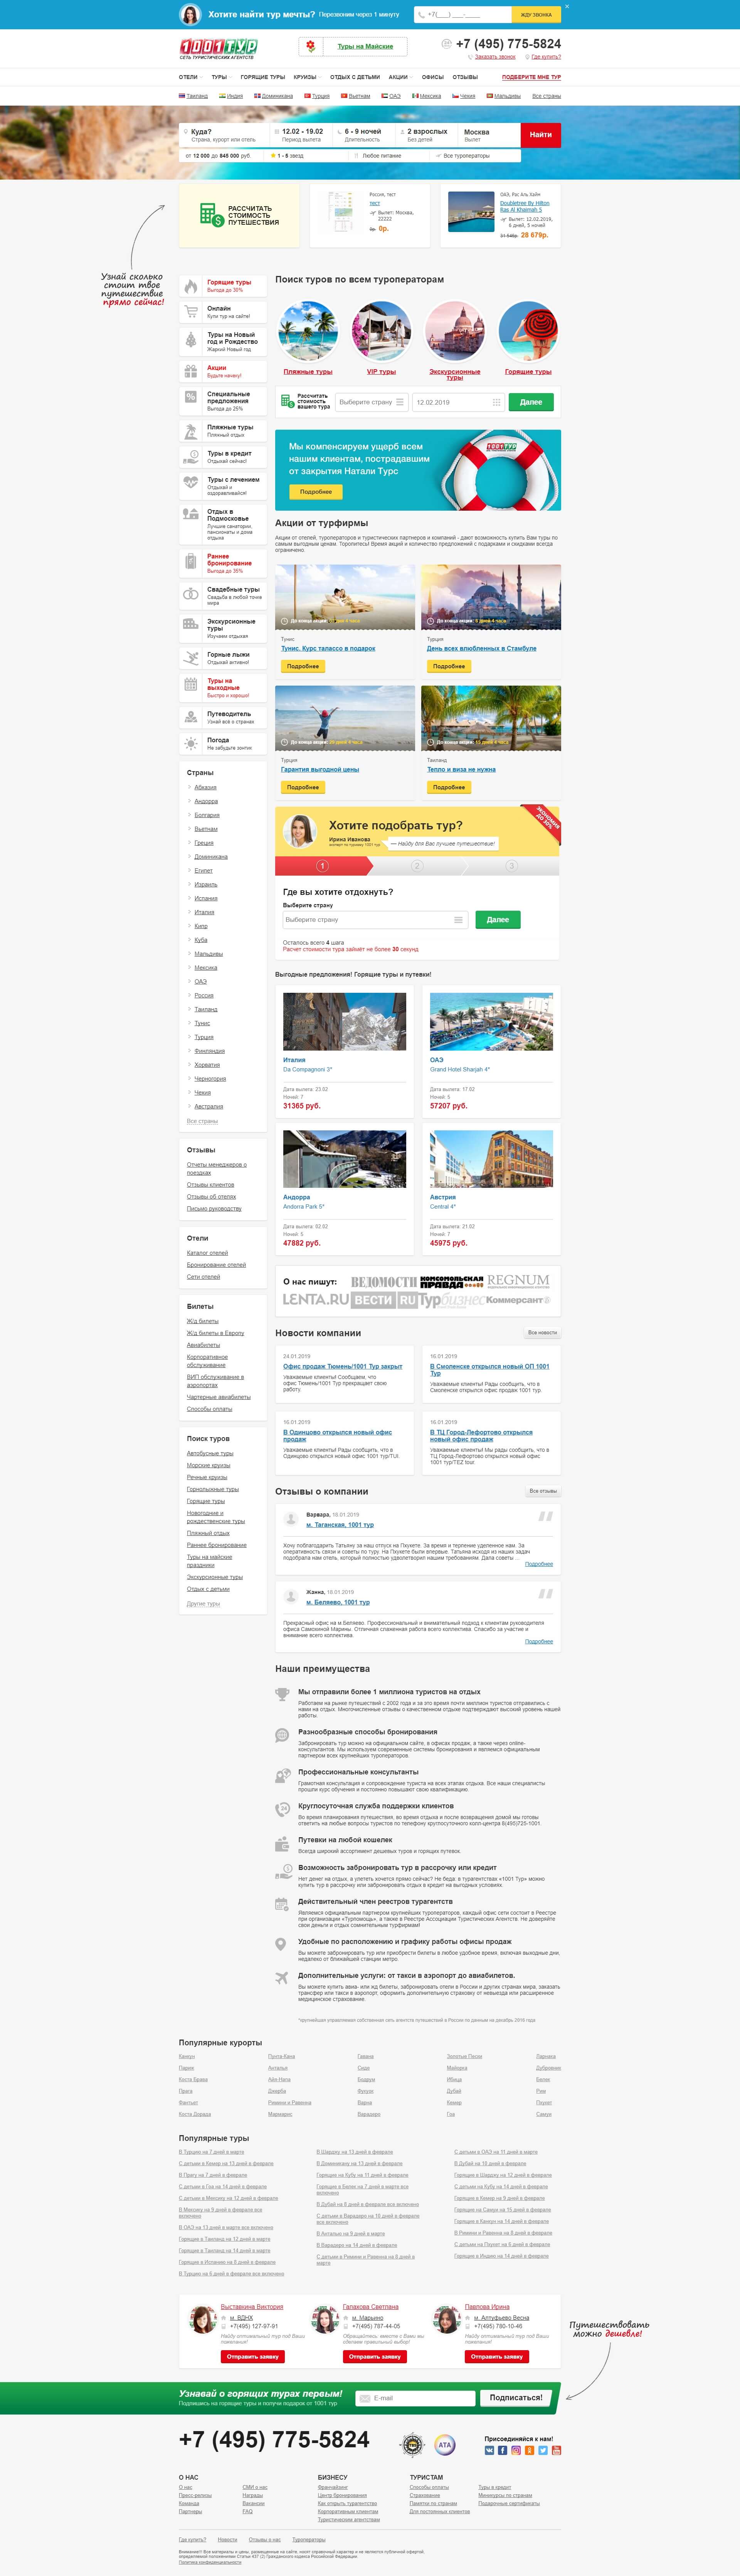 Хотите найти тур мечты? Перезвоним через 1 минуту
+7(___) ___-____
ЖДУ ЗВОНКА
1001 ТУР
СЕТЬ ТУРИСТИЧЕСКИХ АГЕНТСТВ
Туры на Майские
+7 (495) 775-5824
Заказать звонок
Где купить?
ОТЕЛИ ТУРЫ ГОРЯЩИЕ ТУРЫ КРУИЗЫ ОТДЫХ С ДЕТЬМИ АКЦИИ ОФИСЫ ОТЗЫВЫ ПОДБЕРИТЕ МНЕ ТУР
Таиланд Индия Доминикана Турция Вьетнам ОАЭ Мексика Чехия Мальдивы Все страны
Куда?
Страна, курорт или отель
12.02 - 19.02
Период вылета
6 - 9 ночей
Длительность
2 взрослых
Без детей
Москва
Вылет
Найти
от 12 000 до 845 000 руб.
1 - 5 звезд
Любое питание
Все туроператоры
РАССЧИТАТЬ СТОИМОСТЬ ПУТЕШЕСТВИЯ
Россия, тест
тест
Вылет: Москва, 22222
0р.
ОАЭ, Рас Аль Хайм
Doubletree By Hilton Ras Al Khaimah 5
Вылет: 12.02.2019, 6 дней, 5 ночей
28 679р.
Узнай сколько стоит твое путешествие прямо сейчас!
Горящие туры
Выгода до 30%
Онлайн
Купи тур на сайте!
Туры на Новый год и Рождество
Жаркий Новый год
Акции
Будьте начеку!
Специальные предложения
Выгода до 25%
Пляжные туры
Пляжный отдых
Туры в кредит
Отдыхай сейчас!
Туры с лечением
Отдыхай и оздоравливайся!
Отдых в Подмосковье
Лучшие санатории, пансионаты и дома отдыха
Раннее бронирование
Выгода до 35%
Свадебные туры
Свадьба в любой точке мира
Экскурсионные туры
Изучаем отдыхая
Горные лыжи
Отдыхай активно!
Туры на выходные
Быстро и хорошо!
Путеводитель
Узнай всё о странах
Погода
Не забудьте зонтик
Страны
Абхазия
Андорра
Болгария
Вьетнам
Греция
Доминикана
Египет
Израиль
Испания
Италия
Кипр
Куба
Мальдивы
Мексика
ОАЭ
Россия
Таиланд
Тунис
Турция
Финляндия
Хорватия
Черногория
Чехия
Австралия
Все страны
Отзывы
Отчеты менеджеров о поездках
Отзывы клиентов
Отзывы об отелях
Письмо руководству
Отели
Каталог отелей
Бронирование отелей
Сети отелей
Билеты
Ж/д билеты
Ж/д билеты в Европу
Авиабилеты
Корпоративное обслуживание
ВИП обслуживание в аэропортах
Чартерные авиабилеты
Способы оплаты
Поиск туров
Автобусные туры
Морские круизы
Речные круизы
Горнолыжные туры
Горящие туры
Новогодние и рождественские туры
Пляжный отдых
Раннее бронирование
Туры на майские праздники
Экскурсионные туры
Отдых с детьми
Другие туры
Поиск туров по всем туроператорам
Пляжные туры
VIP туры
Экскурсионные туры
Горящие туры
Рассчитать стоимость вашего тура
Выберите страну
12.02.2019
Далее
Мы компенсируем ущерб всем нашим клиентам, пострадавшим от закрытия Натали Турс
Подробнее
Акции от турфирмы
Акции от отелей, туроператоров и туристических партнеров и компаний - дают возможность купить Вам туры по самым выгодным ценам. Торопитесь! Время акций и количество предложений с подарками и скидками всегда ограничено.
До конца акции:
Тунис
Тунис. Курс талассо в подарок
Подробнее
До конца акции:
Турция
День всех влюбленных в Стамбуле
Подробнее
До конца акции:
Турция
Гарантия выгодной цены
Подробнее
До конца акции:
Таиланд
Тепло и виза не нужна
Подробнее
Хотите подобрать тур?
Ирина Иванова
эксперт по туризму 1001 тур
— Найду для Вас лучшее путешествие!
ЭКОНОМИЯ ДО 30%
1 2 3
Где вы хотите отдохнуть?
Выберите страну
Выберите страну
Далее
Осталось всего 4 шага
Расчет стоимости тура займёт не более 30 секунд
Выгодные предложения! Горящие туры и путевки!
Италия
Da Compagnoni 3*
Дата вылета: 23.02
Ночей: 7
31365 руб.
ОАЭ
Grand Hotel Sharjah 4*
Дата вылета: 17.02
Ночей: 5
57207 руб.
Андорра
Andorra Park 5*
Дата вылета: 02.02
Ночей: 5
47882 руб.
Австрия
Central 4*
Дата вылета: 21.02
Ночей: 7
45975 руб.
О нас пишут:
ВЕДОМОСТИ
КОМСОМОЛЬСКАЯ ПРАВДА
REGNUM
LENTA.RU
ВЕСТИ RU
Турбизнес
Коммерсантъ
Новости компании
Все новости
24.01.2019
Офис продаж Тюмень/1001 Тур закрыт
Уважаемые клиенты! Сообщаем, что офис Тюмень/1001 Тур прекращает свою работу.
16.01.2019
В Смоленске открылся новый ОП 1001 Тур
Уважаемые клиенты! Рады сообщить, что в Смоленске открылся офис продаж 1001 тур.
16.01.2019
В Одинцово открылся новый офис продаж
Уважаемые клиенты! Рады сообщить, что в Одинцово открылся новый офис 1001 тур/TUI.
16.01.2019
В ТЦ Город-Лефортово открылся новый офис продаж
Уважаемые клиенты! Мы рады сообщить, что в ТЦ Город-Лефортово открылся новый офис 1001 тур/TEZ tour.
Отзывы о компании
Все отзывы
Варвара, 18.01.2019
м. Таганская, 1001 тур
Хочу поблагодарить Татьяну за наш отпуск на Пхукете. За время и терпение уделенное нам. За оперативность связи и советы по туру. На Пхукете были впервые. Татьяна исходя из наших задач подобрала нам отель, который полностью удовлетворил нашим требованиям. Дала советы ...
Подробнее
Жанна, 18.01.2019
м. Беляево, 1001 тур
Прекрасный офис на м.Беляево. Профессиональный и внимательный подход к клиентам руководителя офиса Самохиной Марины. Отличная слаженная работа всего коллектива. Спасибо за участие и внимание всего коллектива.
Подробнее
Наши преимущества
Мы отправили более 1 миллиона туристов на отдых
Работаем на рынке путешествий с 2002 года и за это время почти миллион туристов отправились с нами на отдых. Многочисленные отзывы о качественном отдыхе подтверждают высокий уровень нашей работы.
Разнообразные способы бронирования
Забронировать тур можно на официальном сайте, в офисах продаж, а также через online-консультантов. Мы используем современные системы бронирования и являемся официальным партнером всех крупнейших туроператоров.
Профессиональные консультанты
Грамотная консультация и сопровождение туриста на всех этапах отдыха. Все наши специалисты прошли курс обучения и постоянно повышают свою квалификацию.
Круглосуточная служба поддержки клиентов
Во время планирования путешествия, во время отдыха и после возвращения домой мы готовы ответить на любые вопросы туристов по телефону круглосуточного колл-центра 8(495)725-1001.
Путевки на любой кошелек
Всегда широкий ассортимент дешевых туров и горящих путевок.
Возможность забронировать тур в рассрочку или кредит
Нет денег на отдых, а улететь хочется прямо сейчас? Не беда: в турагентствах «1001 Тур» можно купить тур в рассрочку или забронировать отдых в кредит на выгодных условиях.
Действительный член реестров турагентств
Являемся официальным партнером крупнейших туроператоров, каждый офис сети состоит в Реестре при организации «Турпомощь», а также в Реестре Ассоциации Туристических Агентств. Не доверяйте свои деньги и отдых сомнительным турфирмам!
Удобные по расположению и графику работы офисы продаж
Вы можете забронировать тур или приобрести билеты в любое удобное время, включая выходные дни, недалеко от ближайшей станции метро.
Дополнительные услуги: от такси в аэропорт до авиабилетов.
Вы можете купить авиа- или жд билеты, забронировать отели в России и других странах мира, заказать трансфер или такси в аэропорт, оформить дополнительную страховку от невыезда или расширенное медицинское страхование.
*крупнейшая управляемая собственная сеть агентств путешествий в России по данным на декабрь 2016 года
Популярные курорты
Канкун
Париж
Коста Брава
Прага
Фантьет
Коста Дорада
Пунта-Кана
Анталья
Айя-Напа
Джерба
Римини и Равенна
Мармарис
Гавана
Сиде
Бодрум
Фукуок
Варна
Варадеро
Золотые Пески
Майорка
Ибица
Дубай
Кемер
Гоа
Ларнака
Дубровник
Белек
Рим
Пхукет
Самуи
Популярные туры
В Турцию на 7 дней в марте
С детьми в Кемер на 13 дней в феврале
В Прагу на 7 дней в феврале
С детьми в Гоа на 14 дней в феврале
С детьми в Мексику на 12 дней в феврале
В Мексику на 9 дней в феврале все включено
В ОАЭ на 13 дней в марте все включено
Горящие в Таиланд на 12 дней в марте
Горящие в Таиланд на 14 дней в марте
Горящие в Испанию на 8 дней в феврале
В Турцию на 6 дней в феврале все включено
В Шарджу на 13 дней в феврале
В Доминикану на 13 дней в феврале
Горящие на Кубу на 11 дней в феврале
Горящие в Белек на 7 дней в марте все включено
В Дубай на 8 дней в феврале все включено
С детьми в Варадеро на 10 дней в феврале все включено
В Анталью на 9 дней в марте
В Варадеро на 14 дней в феврале
С детьми в Римини и Равенна на 8 дней в марте
С детьми в ОАЭ на 11 дней в марте
В Дубай на 10 дней в феврале
Горящие в Шарджу на 12 дней в феврале
С детьми на Кубу на 14 дней в феврале
Горящие в Кемер на 9 дней в феврале
Горящие на Самуи на 15 дней в феврале
Горящие в Канкун на 14 дней в феврале
В Римини и Равенна на 8 дней в феврале
С детьми на Пхукет на 5 дней в феврале
Горящие в Индию на 14 дней в феврале
Выставкина Виктория
м. ВДНХ
+7(495) 127-97-91
Найду оптимальный тур под Ваши пожелания!
Отправить заявку
Галахова Светлана
м. Марьино
+7(495) 787-44-05
Обращайтесь, вместе с Вами мы сделаем правильный выбор!
Отправить заявку
Павлова Ирина
м. Алтуфьево Весна
+7(495) 780-10-46
Найду оптимальный тур под Ваши пожелания!
Отправить заявку
Путешествовать можно дешевле!
Узнавай о горящих турах первым!
Подпишись на горящие туры и получи подарок от 1001 тур
E-mail
Подписаться!
+7 (495) 775-5824
АТА
Присоединяйся к нам!
О НАС
О нас
Пресс-релизы
Команда
Партнеры
СМИ о нас
Награды
Вакансии
FAQ
БИЗНЕСУ
Франчайзинг
Центр бронирования
Как открыть турагентство
Корпоративным клиентам
Туристическим агентствам
ТУРИСТАМ
Способы оплаты
Страхование
Памятки по странам
Для постоянных клиентов
Туры в кредит
Минкурсы по странам
Подарочные сертификаты
Где купить? Новости Отзывы о нас Туроператоры
Внимание!!! Все материалы и цены, размещенные на сайте, носят справочный характер и не являются публичной офертой, определяемой положениями Статьи 437 (2) Гражданского кодекса Российской Федерации.
Политика конфиденциальности